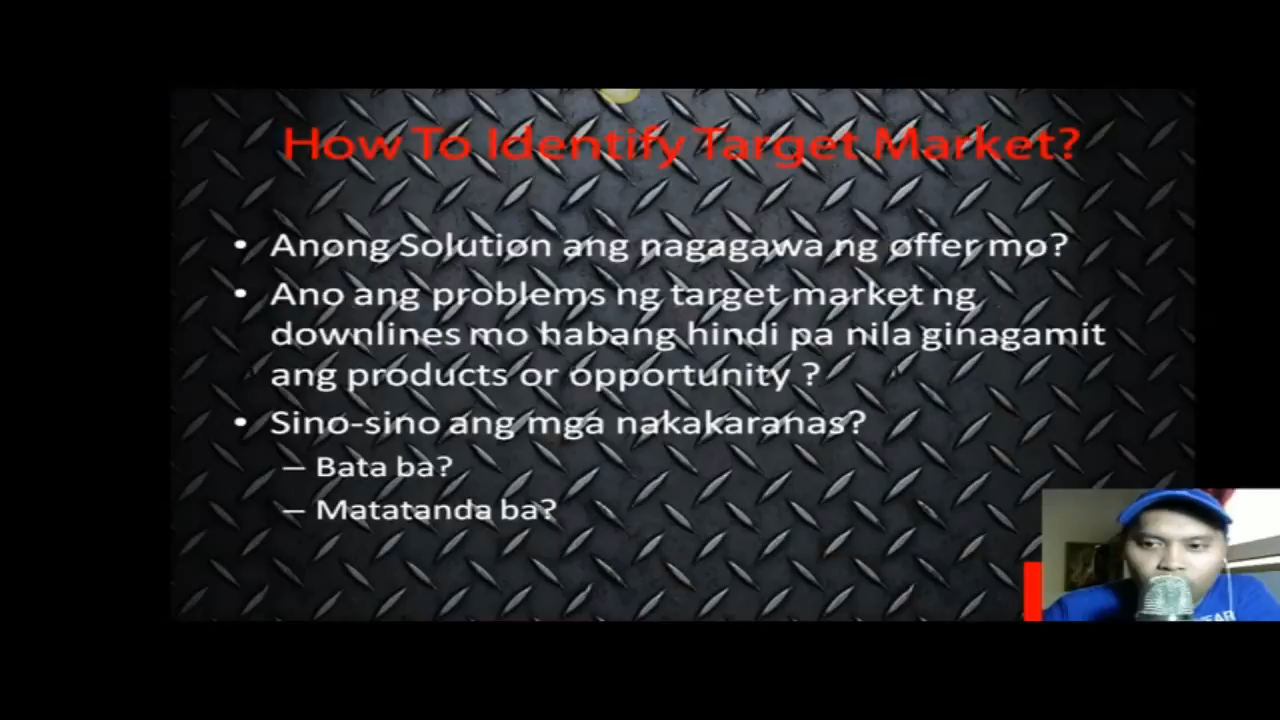 How To Identify Target Market?
• Anong Solution ang nagagawa ng offer mo?
• Ano ang problems ng target market ng
downlines mo habang hindi pa nila ginagamit
ang products or opportunity ?
• Sino-sino ang mga nakakaranas?
– Bata ba?
– Matatanda ba?